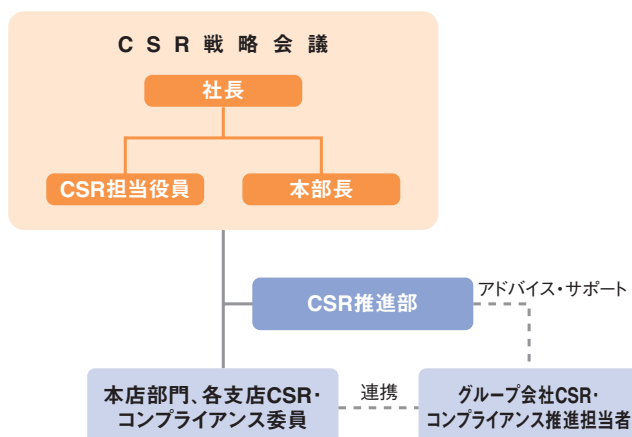 CSR戦略会議
社長
CSR担当役員
本部長
CSR推進部
アドバイス・サポート
本店部門、各支店CSR・
コンプライアンス委員
連携
グループ会社CSR・
コンプライアンス推進担当者